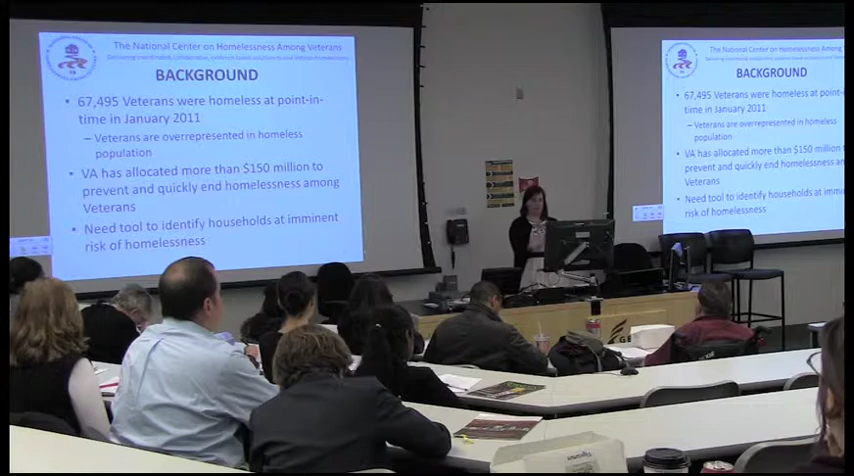 The National Center on Homelessness Among Veterans
BACKGROUND
• 67,495 Veterans were homeless at point-in-
time in January 2011
– Veterans are overrepresented in homeless
population
• VA has allocated more than $150 million to
prevent and quickly end homelessness among
Veterans
• Need tool to identify households at imminent
risk of homelessness
The National Center on Homelessness Among Veter
BACKGROUND
• 67,495 Veterans were homeless at point-
time in January 2011
– Veterans are overrepresented in homeless
population
• VA has allocated more than $150 million
prevent and quickly end homelessness am
Veterans
• Need tool to identify households at immi
risk of homelessness